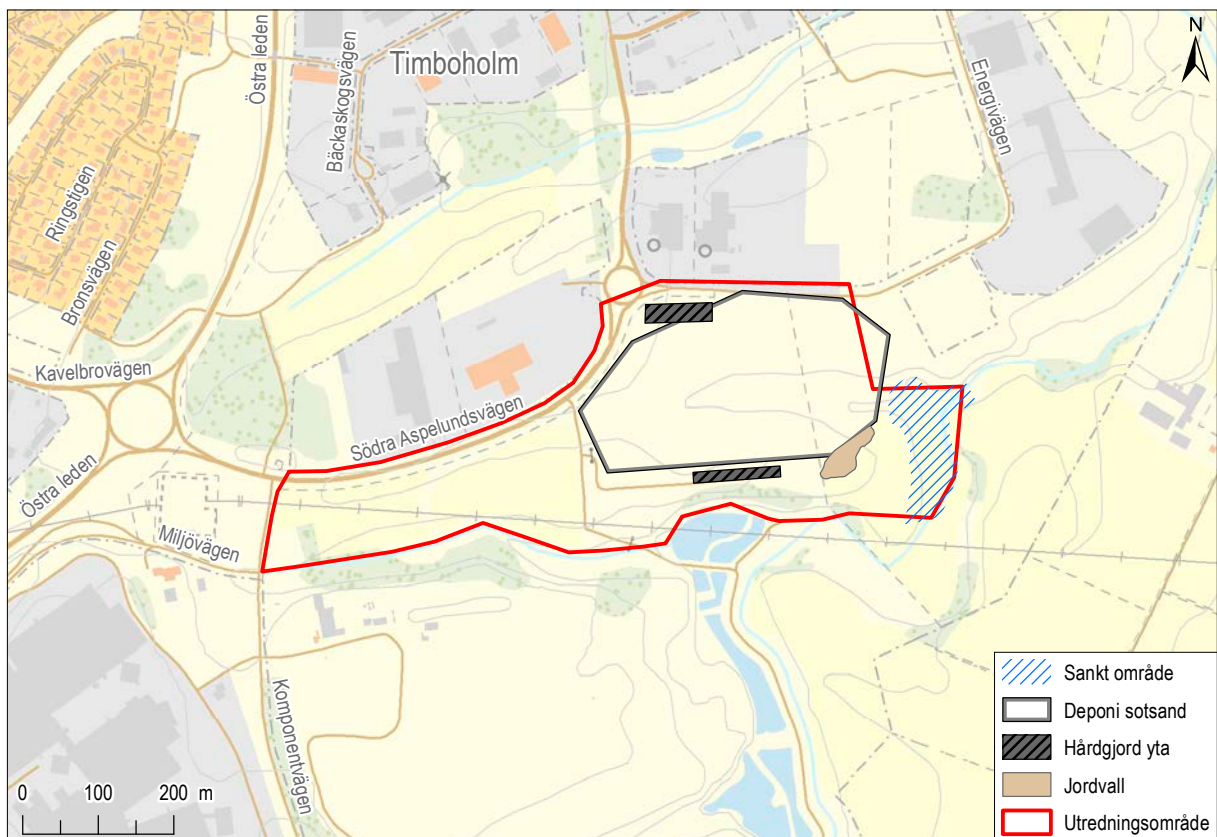 N
Timboholm
Östra leden
Bäckaskogsvägen
Energivägen
Ringstigen
Bronsvägen
Kavelbrovägen
Södra Aspelundsvägen
Östra leden
Miljövägen
Komponentvägen
Sankt område
Deponi sotsand
Hårdgjord yta
Jordvall
Utredningsområde
0 100 200 m